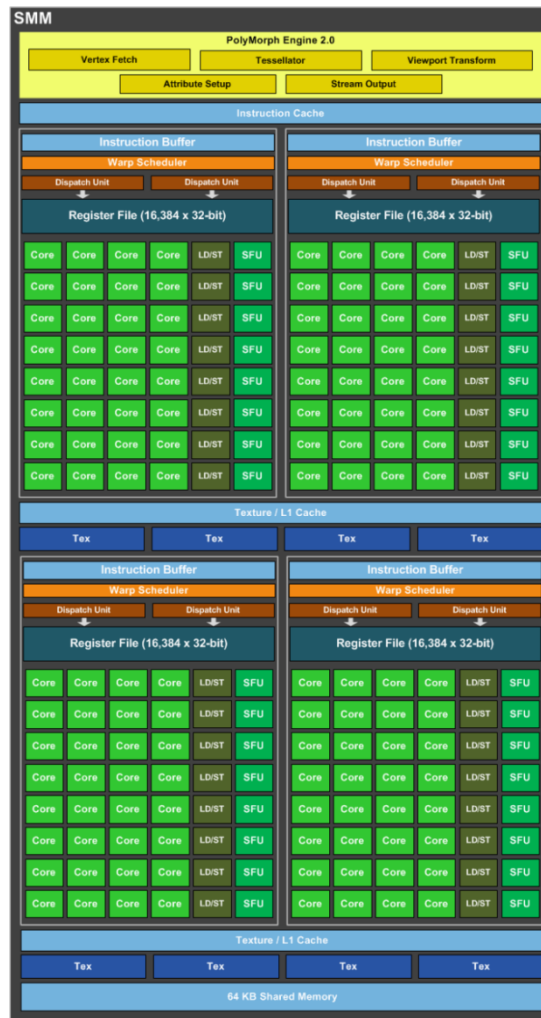 SMM
PolyMorph Engine 2.0
Vertex Fetch Tessellator Viewport Transform
Attribute Setup Stream Output
Instruction Cache
Instruction Buffer Instruction Buffer
Warp Scheduler Warp Scheduler
Dispatch Unit Dispatch Unit Dispatch Unit Dispatch Unit
Register File (16,384 x 32-bit) Register File (16,384 x 32-bit)
Core Core Core Core LD/ST SFU Core Core Core Core LD/ST SFU
Core Core Core Core LD/ST SFU Core Core Core Core LD/ST SFU
Core Core Core Core LD/ST SFU Core Core Core Core LD/ST SFU
Core Core Core Core LD/ST SFU Core Core Core Core LD/ST SFU
Core Core Core Core LD/ST SFU Core Core Core Core LD/ST SFU
Core Core Core Core LD/ST SFU Core Core Core Core LD/ST SFU
Core Core Core Core LD/ST SFU Core Core Core Core LD/ST SFU
Core Core Core Core LD/ST SFU Core Core Core Core LD/ST SFU
Texture / L1 Cache
Tex Tex Tex Tex
Instruction Buffer Instruction Buffer
Warp Scheduler Warp Scheduler
Dispatch Unit Dispatch Unit Dispatch Unit Dispatch Unit
Register File (16,384 x 32-bit) Register File (16,384 x 32-bit)
Core Core Core Core LD/ST SFU Core Core Core Core LD/ST SFU
Core Core Core Core LD/ST SFU Core Core Core Core LD/ST SFU
Core Core Core Core LD/ST SFU Core Core Core Core LD/ST SFU
Core Core Core Core LD/ST SFU Core Core Core Core LD/ST SFU
Core Core Core Core LD/ST SFU Core Core Core Core LD/ST SFU
Core Core Core Core LD/ST SFU Core Core Core Core LD/ST SFU
Core Core Core Core LD/ST SFU Core Core Core Core LD/ST SFU
Core Core Core Core LD/ST SFU Core Core Core Core LD/ST SFU
Texture / L1 Cache
Tex Tex Tex Tex
64 KB Shared Memory